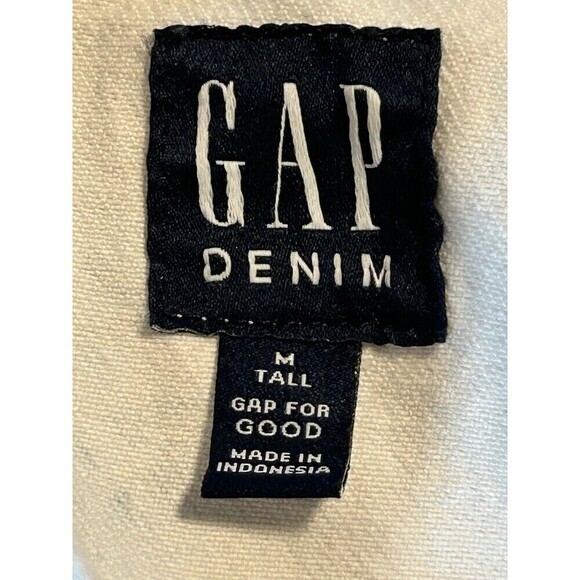 GAP
DENIM
M
TALL
GAP FOR
GOOD
MADE IN
INDONESIA